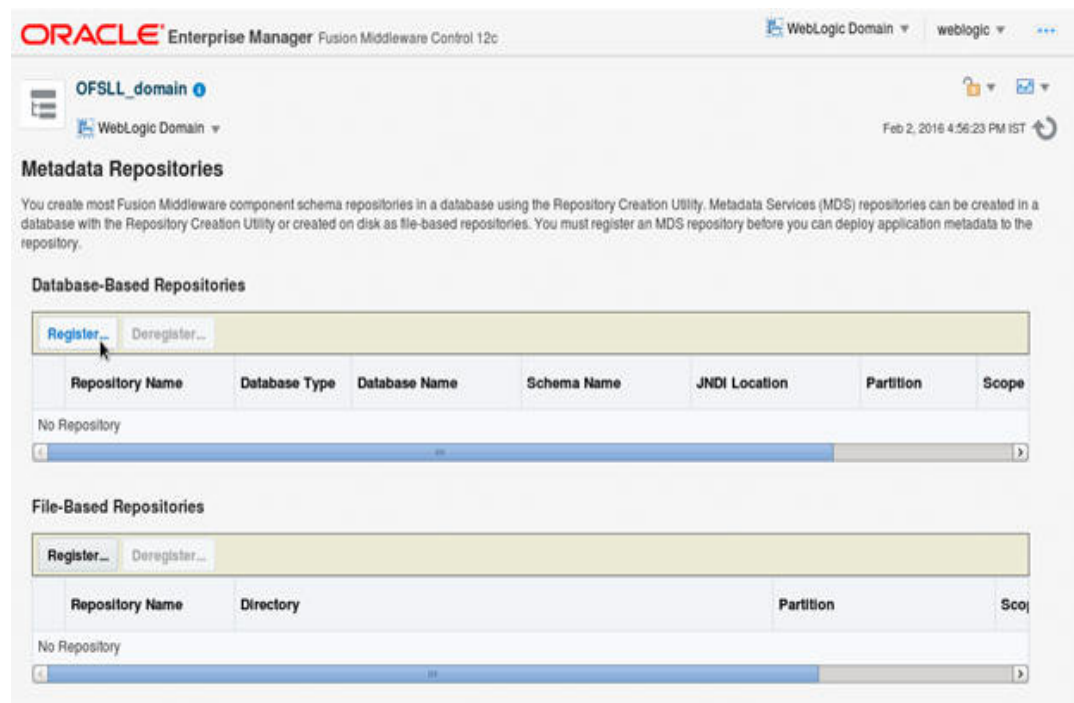 ORACLE Enterprise Manager Fusion Middleware Control 12c
WebLogic Domain
weblogic
OFSLL_domain
WebLogic Domain
Feb 2, 2016 4:56:23 PM IST
Metadata Repositories
You create most Fusion Middleware component schema repositories in a database using the Repository Creation Utility. Metadata Services (MDS) repositories can be created in a
database with the Repository Creation Utility or created on disk as file-based repositories. You must register an MDS repository before you can deploy application metadata to the
repository.
Database-Based Repositories
Register... Deregister...
Repository Name Database Type Database Name Schema Name JNDI Location Partition Scope
No Repository
File-Based Repositories
Register... Deregister...
Repository Name Directory Partition Scop
No Repository